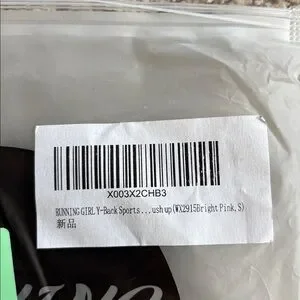 X003X2CHB3
RUNNING GIRL Y-Back Sports ...ush up(WX2915Bright Pink, S)
新品